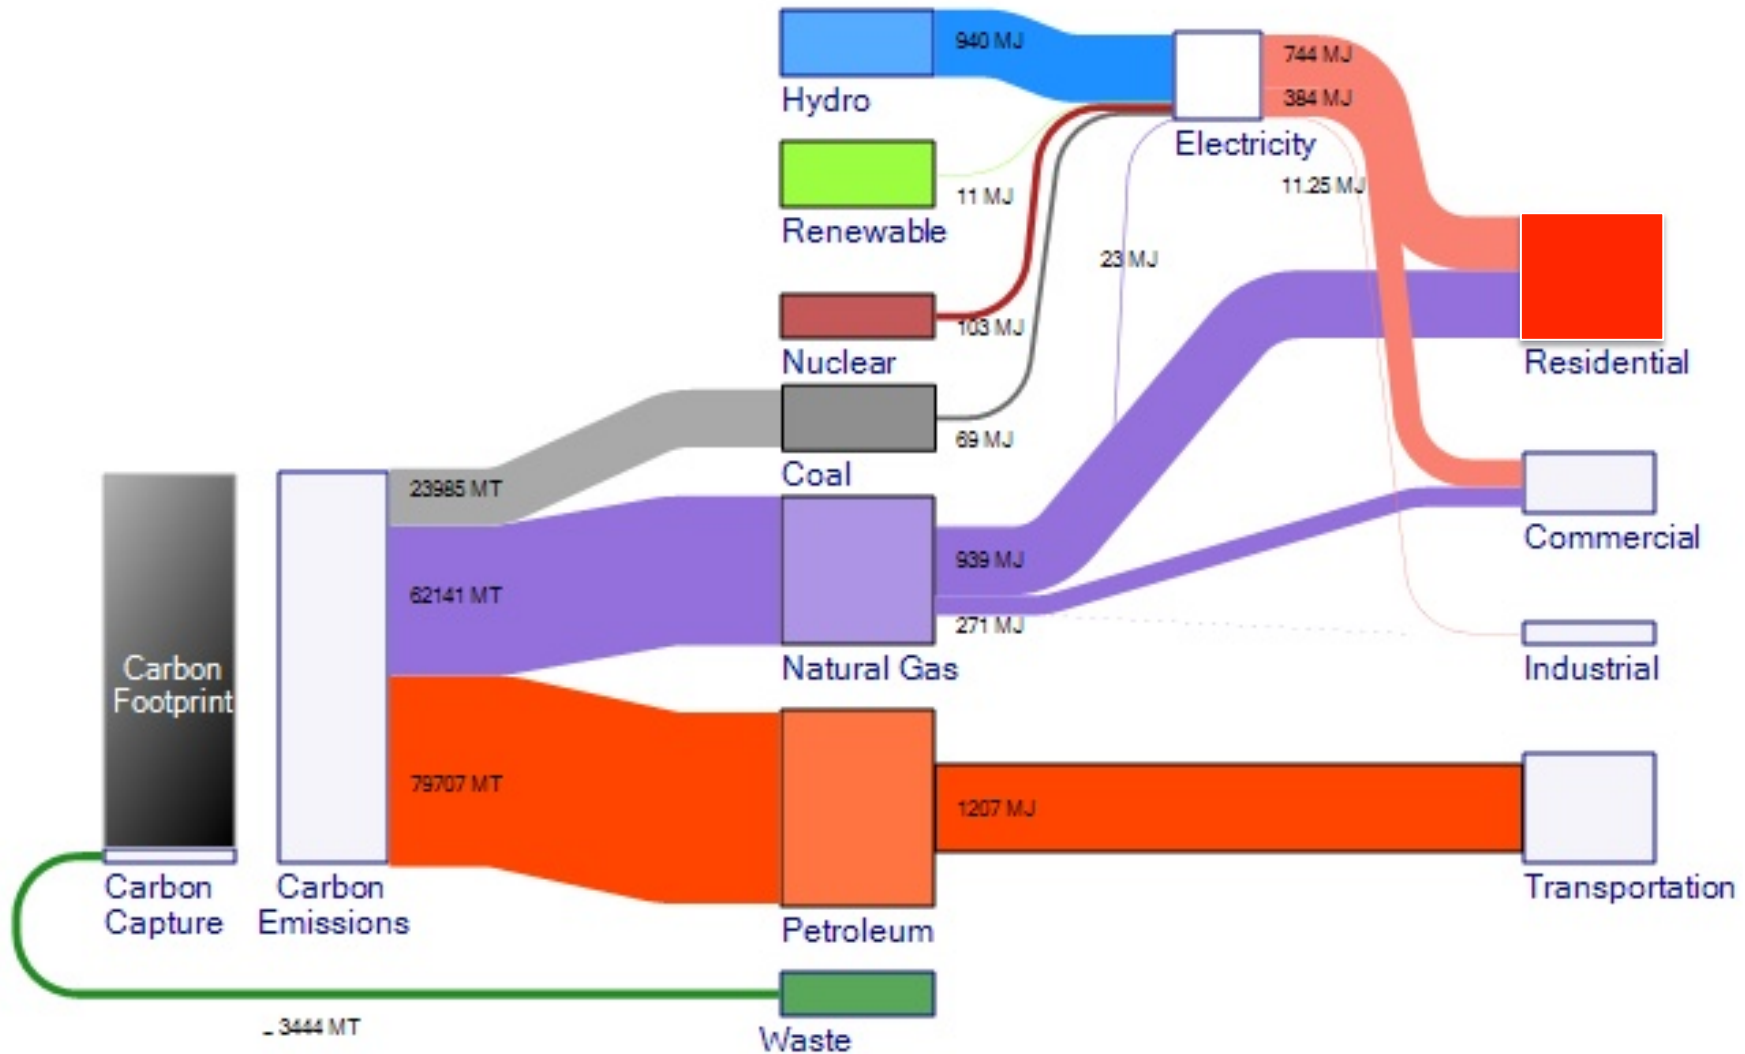 940 MJ
Hydro
744 MJ
384 MJ
Electricity
11 MJ
11.25 MJ
Renewable
23 MJ
103 MJ
Nuclear
Residential
69 MJ
Coal
23985 MT
Commercial
939 MJ
62141 MT
271 MJ
Natural Gas
Industrial
Carbon
Footprint
79707 MT
1207 MJ
Carbon
Capture
Carbon
Emissions
Transportation
Petroleum
- 3444 MT
Waste